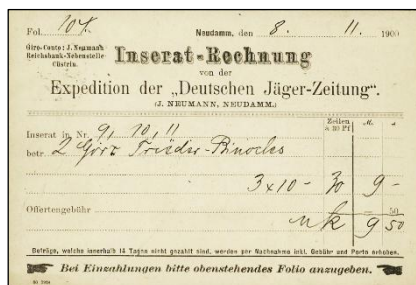 Fol. 104. Neudamm, den 8. 11. 1900
Giro-Conto: J. Neumann
Reichsbank-Nebenstelle
Cüstrin.
Inserat-Rechnung
von der
Expedition der „Deutschen Jäger-Zeitung“.
(J. NEUMANN, NEUDAMM.)
Zeilen
à 30 Pf. M.
Inserat in Nr. 9, 10, 11
betr. 2 Görz Triëder-Binocles
3 x 10 - 30 9 -
Offertengebühr 50
Mk 9 50
Beträge, welche innerhalb 14 Tagen nicht gezahlt sind, werden per Nachnahme inkl. Gebühr und Porto erhoben.
Bei Einzahlungen bitte obenstehendes Folio anzugeben.